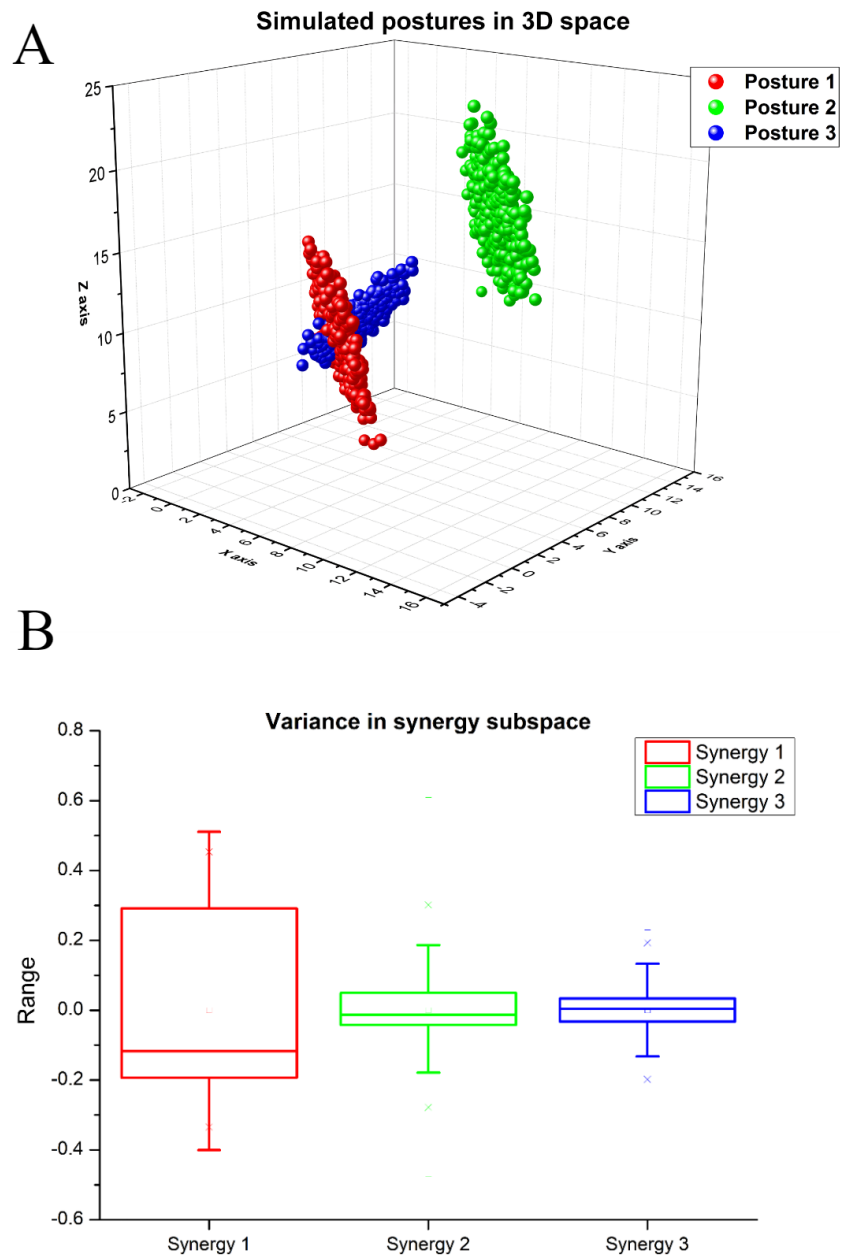 A
Simulated postures in 3D space
Posture 1
Posture 2
Posture 3
25
20
15
10
5
0
Z axis
-2
0
2
4
6
8
10
12
14
16
X axis
-4
-2
0
2
4
6
8
10
12
14
16
Y axis
B
Variance in synergy subspace
Synergy 1
Synergy 2
Synergy 3
0.8
0.6
0.4
0.2
0.0
-0.2
-0.4
-0.6
Range
Synergy 1
Synergy 2
Synergy 3